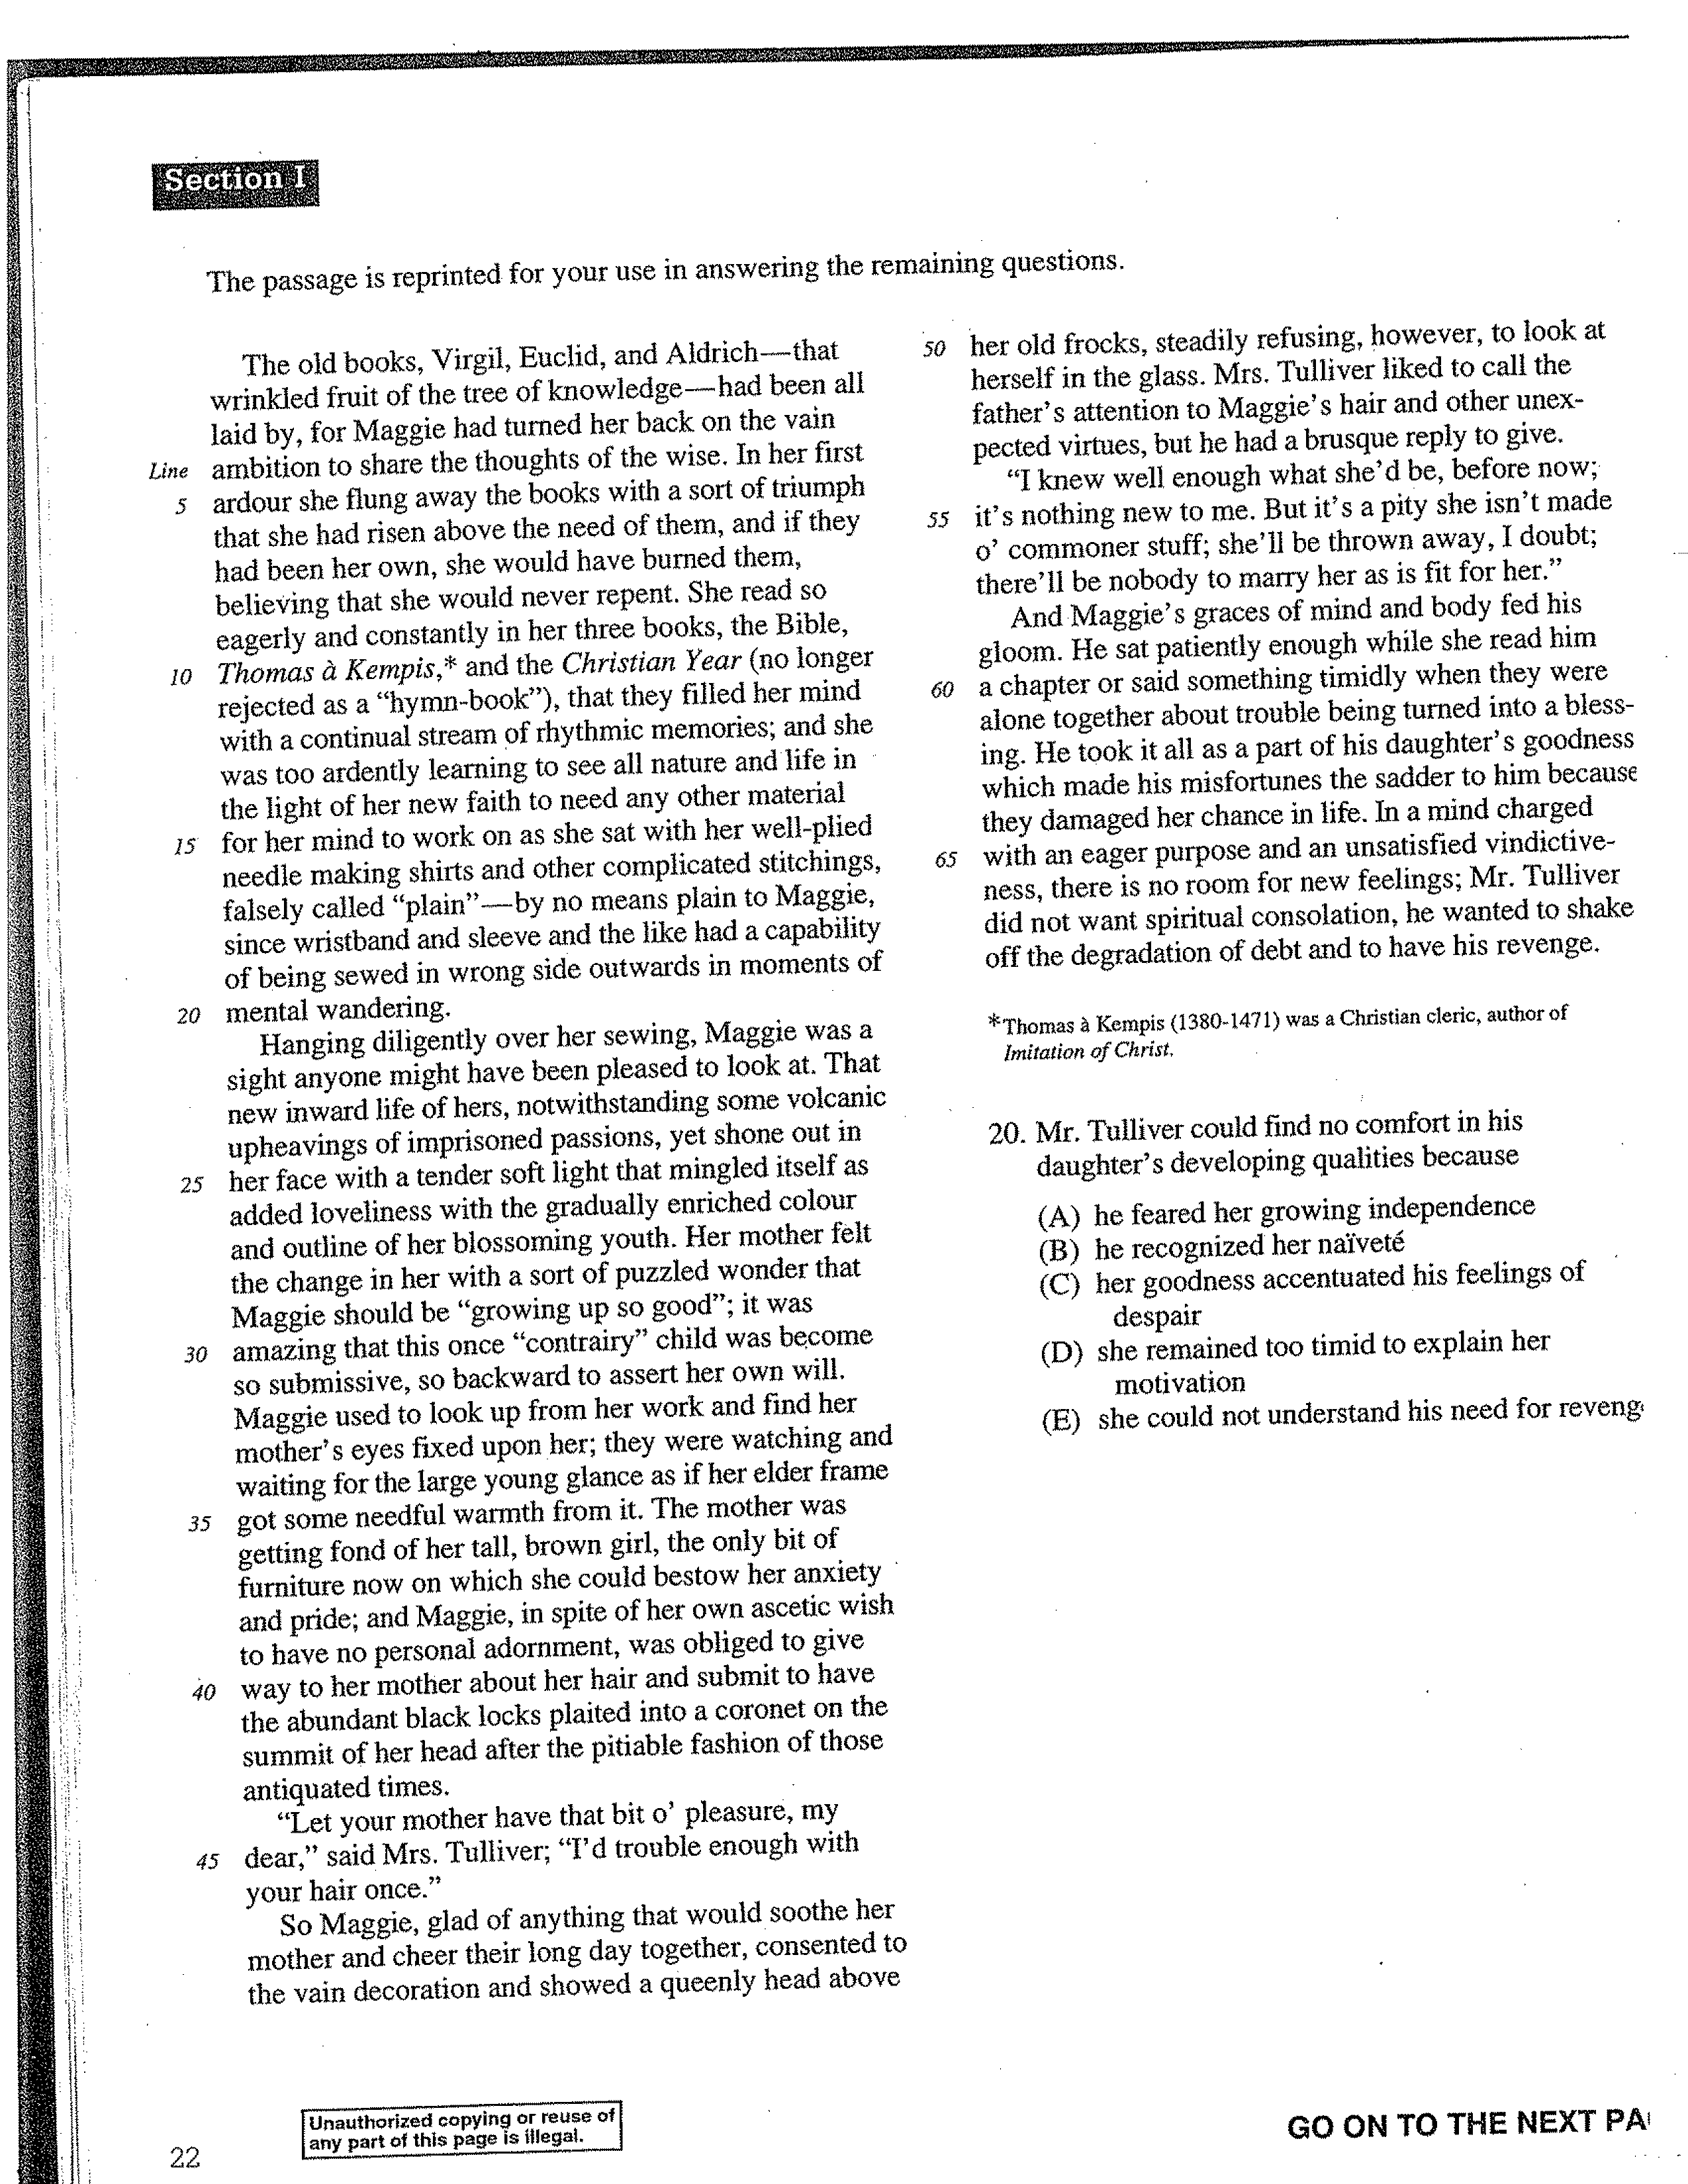 Section I
The passage is reprinted for your use in answering the remaining questions.
The old books, Virgil, Euclid, and Aldrich—that
wrinkled fruit of the tree of knowledge—had been all
laid by, for Maggie had turned her back on the vain
Line ambition to share the thoughts of the wise. In her first
5 ardour she flung away the books with a sort of triumph
that she had risen above the need of them, and if they
had been her own, she would have burned them,
believing that she would never repent. She read so
eagerly and constantly in her three books, the Bible,
10 Thomas à Kempis,* and the Christian Year (no longer
rejected as a “hymn-book”), that they filled her mind
with a continual stream of rhythmic memories; and she
was too ardently learning to see all nature and life in
the light of her new faith to need any other material
15 for her mind to work on as she sat with her well-plied
needle making shirts and other complicated stitchings,
falsely called “plain”—by no means plain to Maggie,
since wristband and sleeve and the like had a capability
of being sewed in wrong side outwards in moments of
20 mental wandering.
Hanging diligently over her sewing, Maggie was a
sight anyone might have been pleased to look at. That
new inward life of hers, notwithstanding some volcanic
upheavings of imprisoned passions, yet shone out in
25 her face with a tender soft light that mingled itself as
added loveliness with the gradually enriched colour
and outline of her blossoming youth. Her mother felt
the change in her with a sort of puzzled wonder that
Maggie should be “growing up so good”; it was
30 amazing that this once “contrairy” child was become
so submissive, so backward to assert her own will.
Maggie used to look up from her work and find her
mother’s eyes fixed upon her; they were watching and
waiting for the large young glance as if her elder frame
35 got some needful warmth from it. The mother was
getting fond of her tall, brown girl, the only bit of
furniture now on which she could bestow her anxiety
and pride; and Maggie, in spite of her own ascetic wish
to have no personal adornment, was obliged to give
40 way to her mother about her hair and submit to have
the abundant black locks plaited into a coronet on the
summit of her head after the pitiable fashion of those
antiquated times.
“Let your mother have that bit o’ pleasure, my
45 dear,” said Mrs. Tulliver; “I’d trouble enough with
your hair once.”
So Maggie, glad of anything that would soothe her
mother and cheer their long day together, consented to
the vain decoration and showed a queenly head above
50 her old frocks, steadily refusing, however, to look at
herself in the glass. Mrs. Tulliver liked to call the
father’s attention to Maggie’s hair and other unex-
pected virtues, but he had a brusque reply to give.
“I knew well enough what she’d be, before now;
55 it’s nothing new to me. But it’s a pity she isn’t made
o’ commoner stuff; she’ll be thrown away, I doubt;
there’ll be nobody to marry her as is fit for her.”
And Maggie’s graces of mind and body fed his
gloom. He sat patiently enough while she read him
60 a chapter or said something timidly when they were
alone together about trouble being turned into a bless-
ing. He took it all as a part of his daughter’s goodness
which made his misfortunes the sadder to him because
they damaged her chance in life. In a mind charged
65 with an eager purpose and an unsatisfied vindictive-
ness, there is no room for new feelings; Mr. Tulliver
did not want spiritual consolation, he wanted to shake
off the degradation of debt and to have his revenge.
*Thomas à Kempis (1380-1471) was a Christian cleric, author of
Imitation of Christ.
20. Mr. Tulliver could find no comfort in his
daughter’s developing qualities because
(A) he feared her growing independence
(B) he recognized her naïveté
(C) her goodness accentuated his feelings of
despair
(D) she remained too timid to explain her
motivation
(E) she could not understand his need for reveng
Unauthorized copying or reuse of
any part of this page is illegal.
GO ON TO THE NEXT PA
22